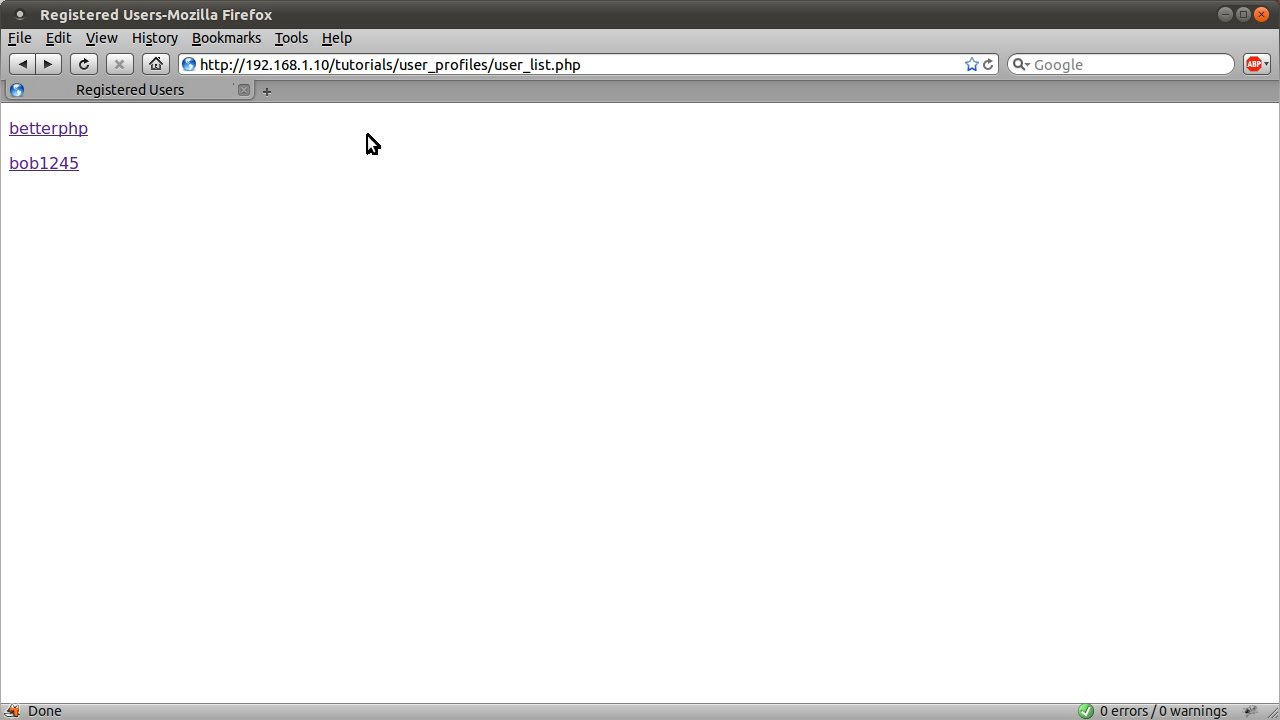 Registered Users-Mozilla Firefox
File Edit View History Bookmarks Tools Help
http://192.168.1.10/tutorials/user_profiles/user_list.php Google ABP
Registered Users
betterphp
bob1245
Done 0 errors / 0 warnings